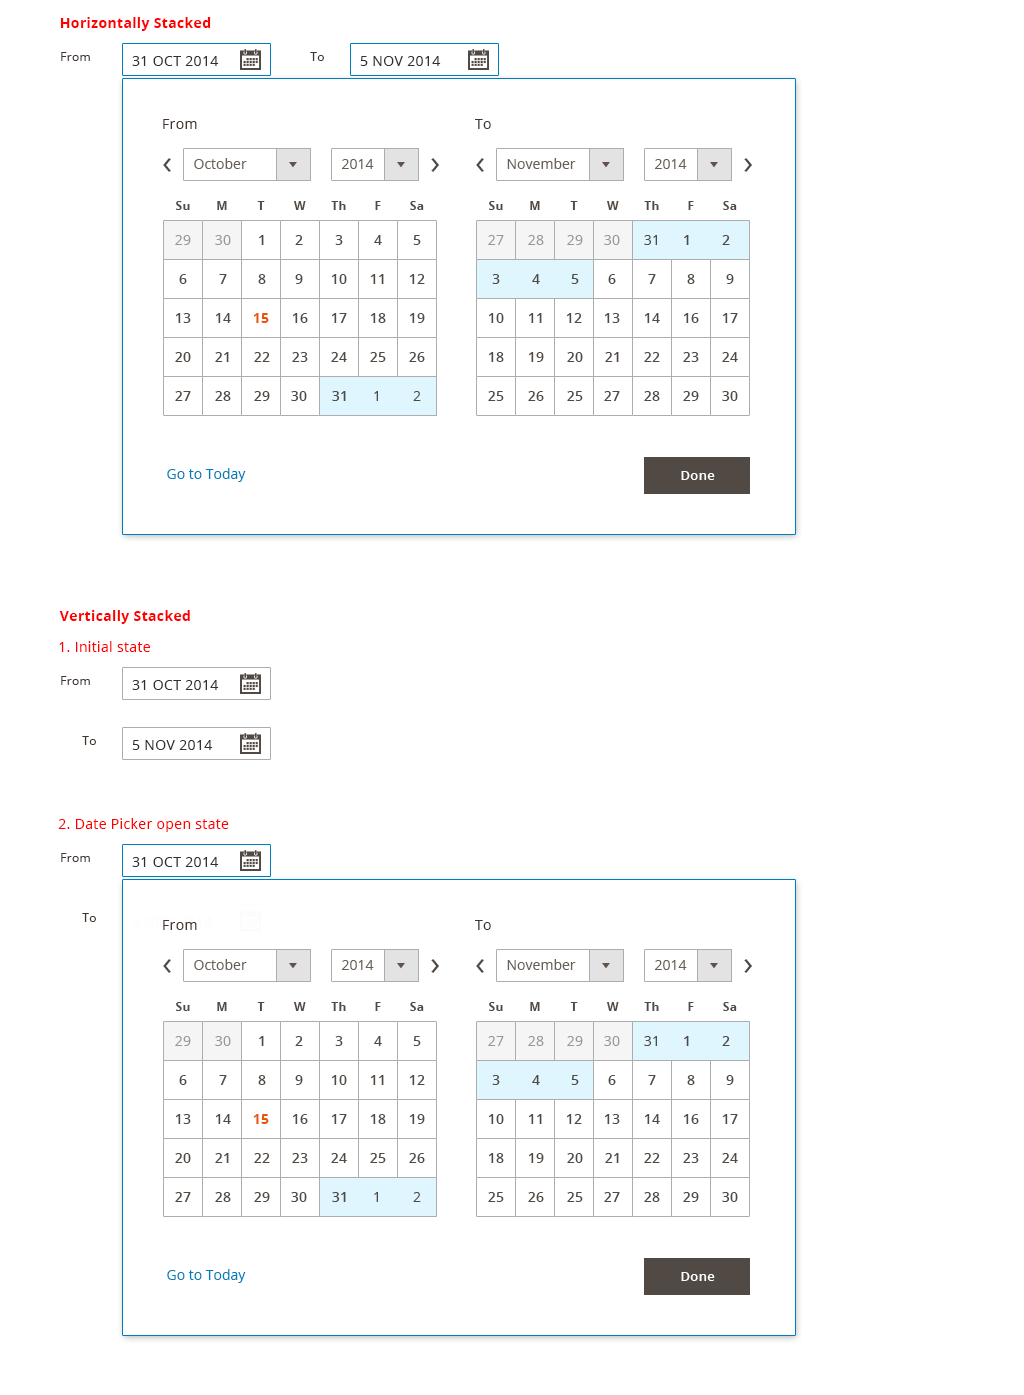 Horizontally Stacked
From 31 OCT 2014 To 5 NOV 2014
From To
October 2014 November 2014
Su M T W Th F Sa Su M T W Th F Sa
29 30 1 2 3 4 5 27 28 29 30 31 1 2
6 7 8 9 10 11 12 3 4 5 6 7 8 9
13 14 15 16 17 18 19 10 11 12 13 14 16 17
20 21 22 23 24 25 26 18 19 20 21 22 23 24
27 28 29 30 31 1 2 25 26 25 27 28 29 30
Go to Today Done
Vertically Stacked
1. Initial state
From 31 OCT 2014
To 5 NOV 2014
2. Date Picker open state
From 31 OCT 2014
To From To
October 2014 November 2014
Su M T W Th F Sa Su M T W Th F Sa
29 30 1 2 3 4 5 27 28 29 30 31 1 2
6 7 8 9 10 11 12 3 4 5 6 7 8 9
13 14 15 16 17 18 19 10 11 12 13 14 16 17
20 21 22 23 24 25 26 18 19 20 21 22 23 24
27 28 29 30 31 1 2 25 26 25 27 28 29 30
Go to Today Done